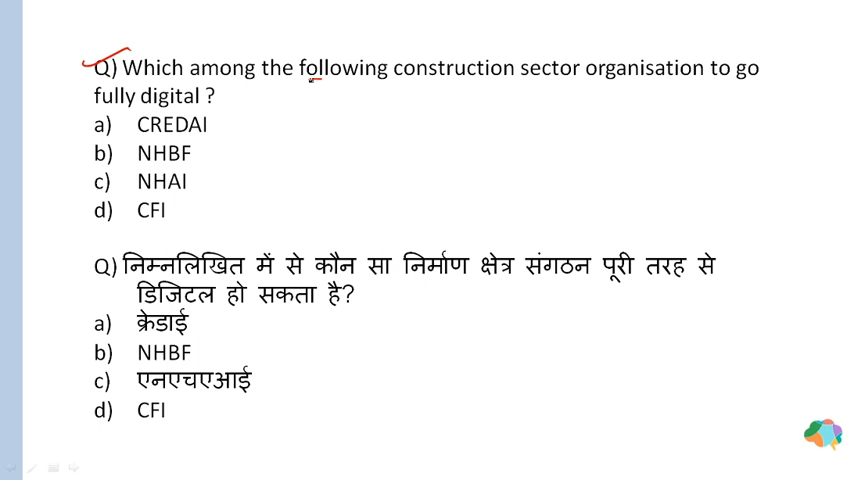 Q) Which among the following construction sector organisation to go
fully digital ?
a) CREDAI
b) NHBF
c) NHAI
d) CFI
Q) निम्नलिखित में से कौन सा निर्माण क्षेत्र संगठन पूरी तरह से
डिजिटल हो सकता है?
a) क्रेडाई
b) NHBF
c) एनएचएआई
d) CFI